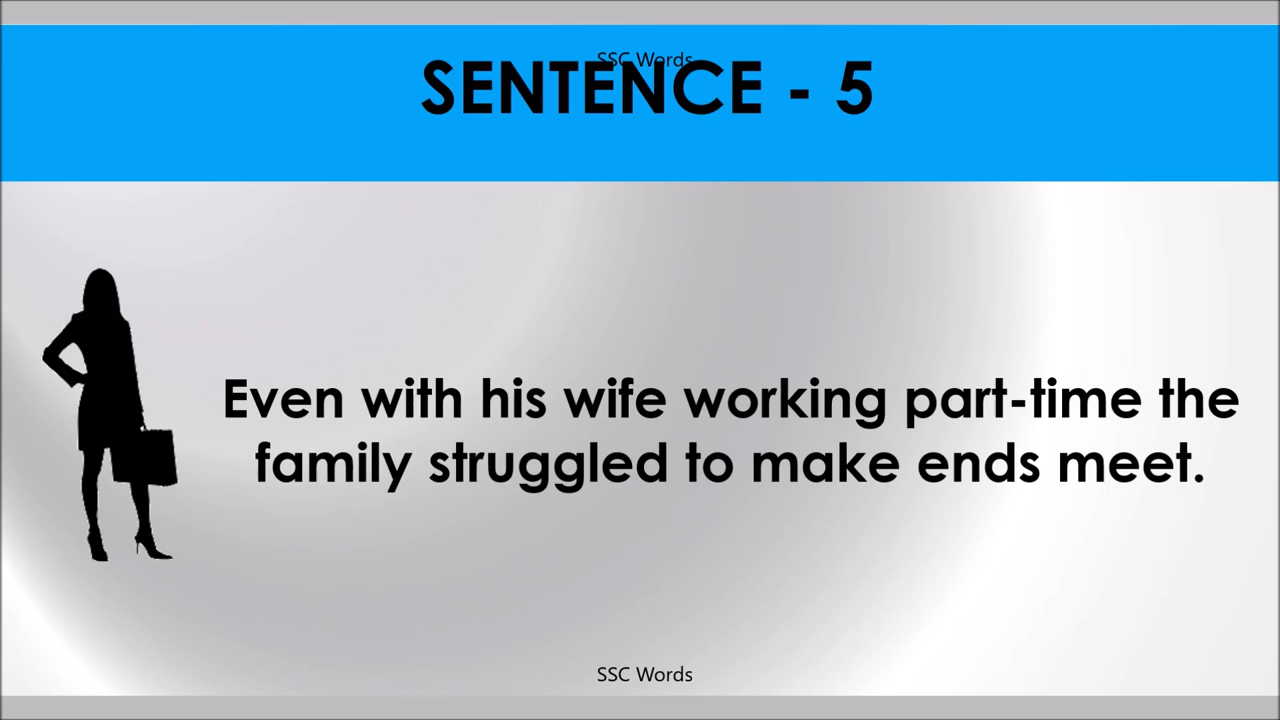 SSC Words
SENTENCE - 5
Even with his wife working part-time the
family struggled to make ends meet.
SSC Words